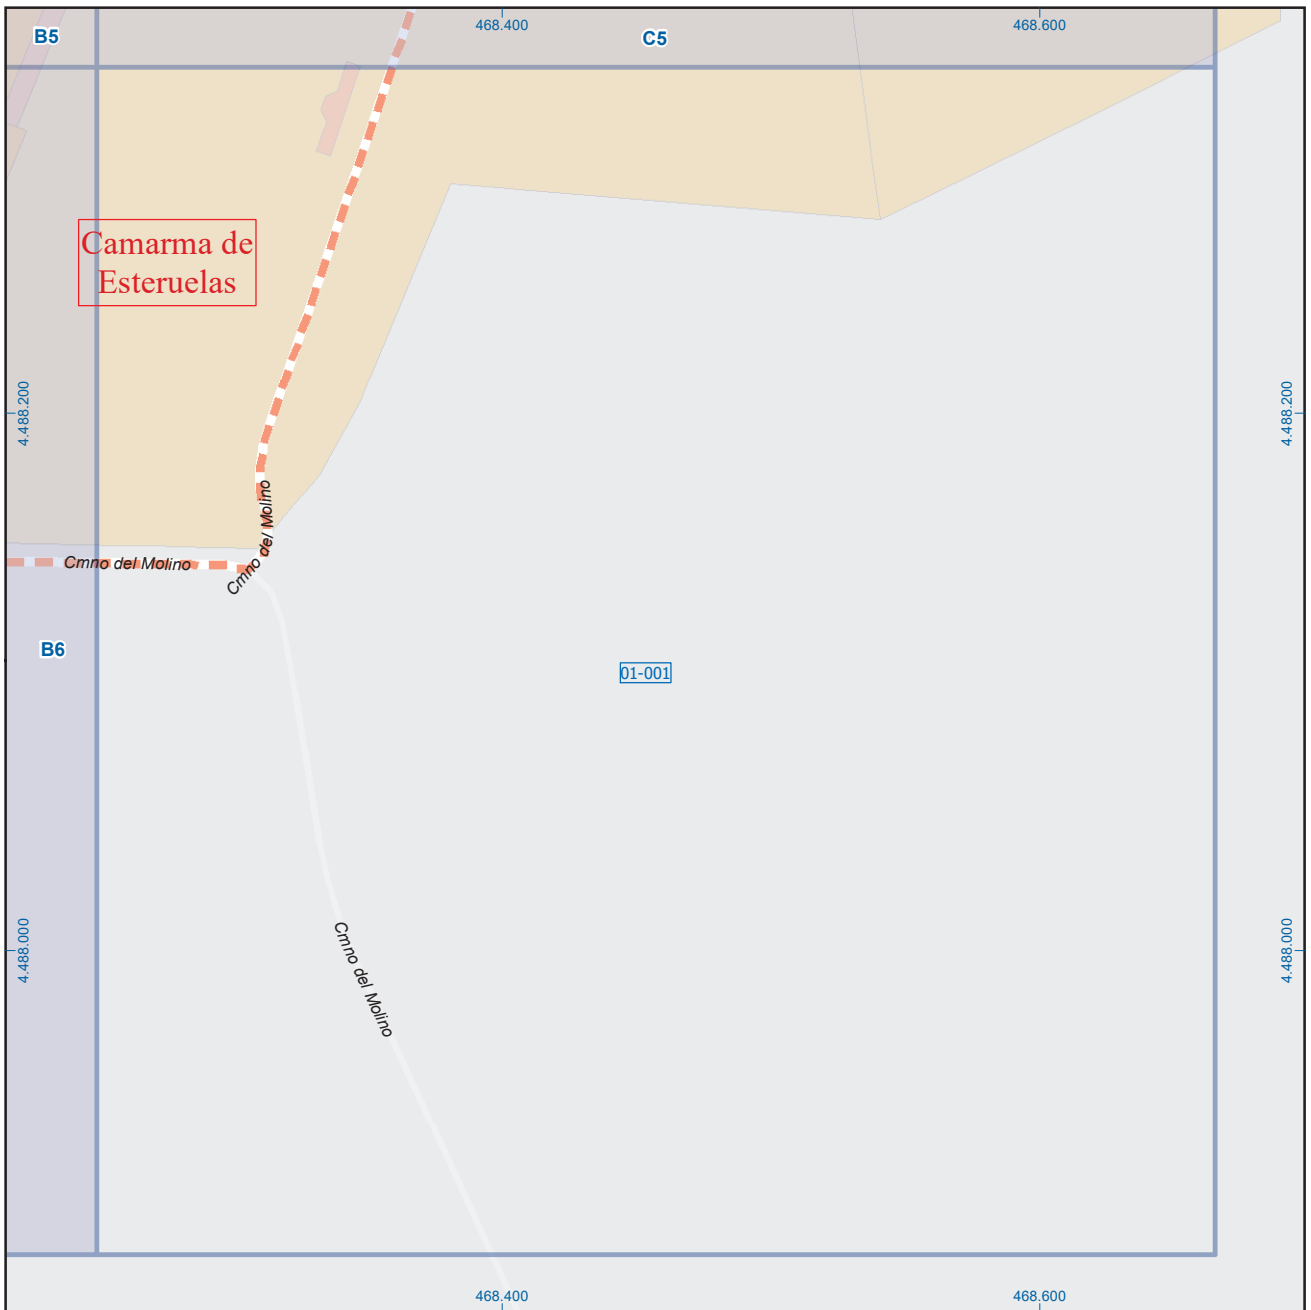 468.400
468.600
B5
C5
Camarma de
Esteruelas
4.488.200
4.488.200
Cmno del Molino
Cmno del Molino
B6
01-001
4.488.000
4.488.000
Cmno del Molino
468.400
468.600